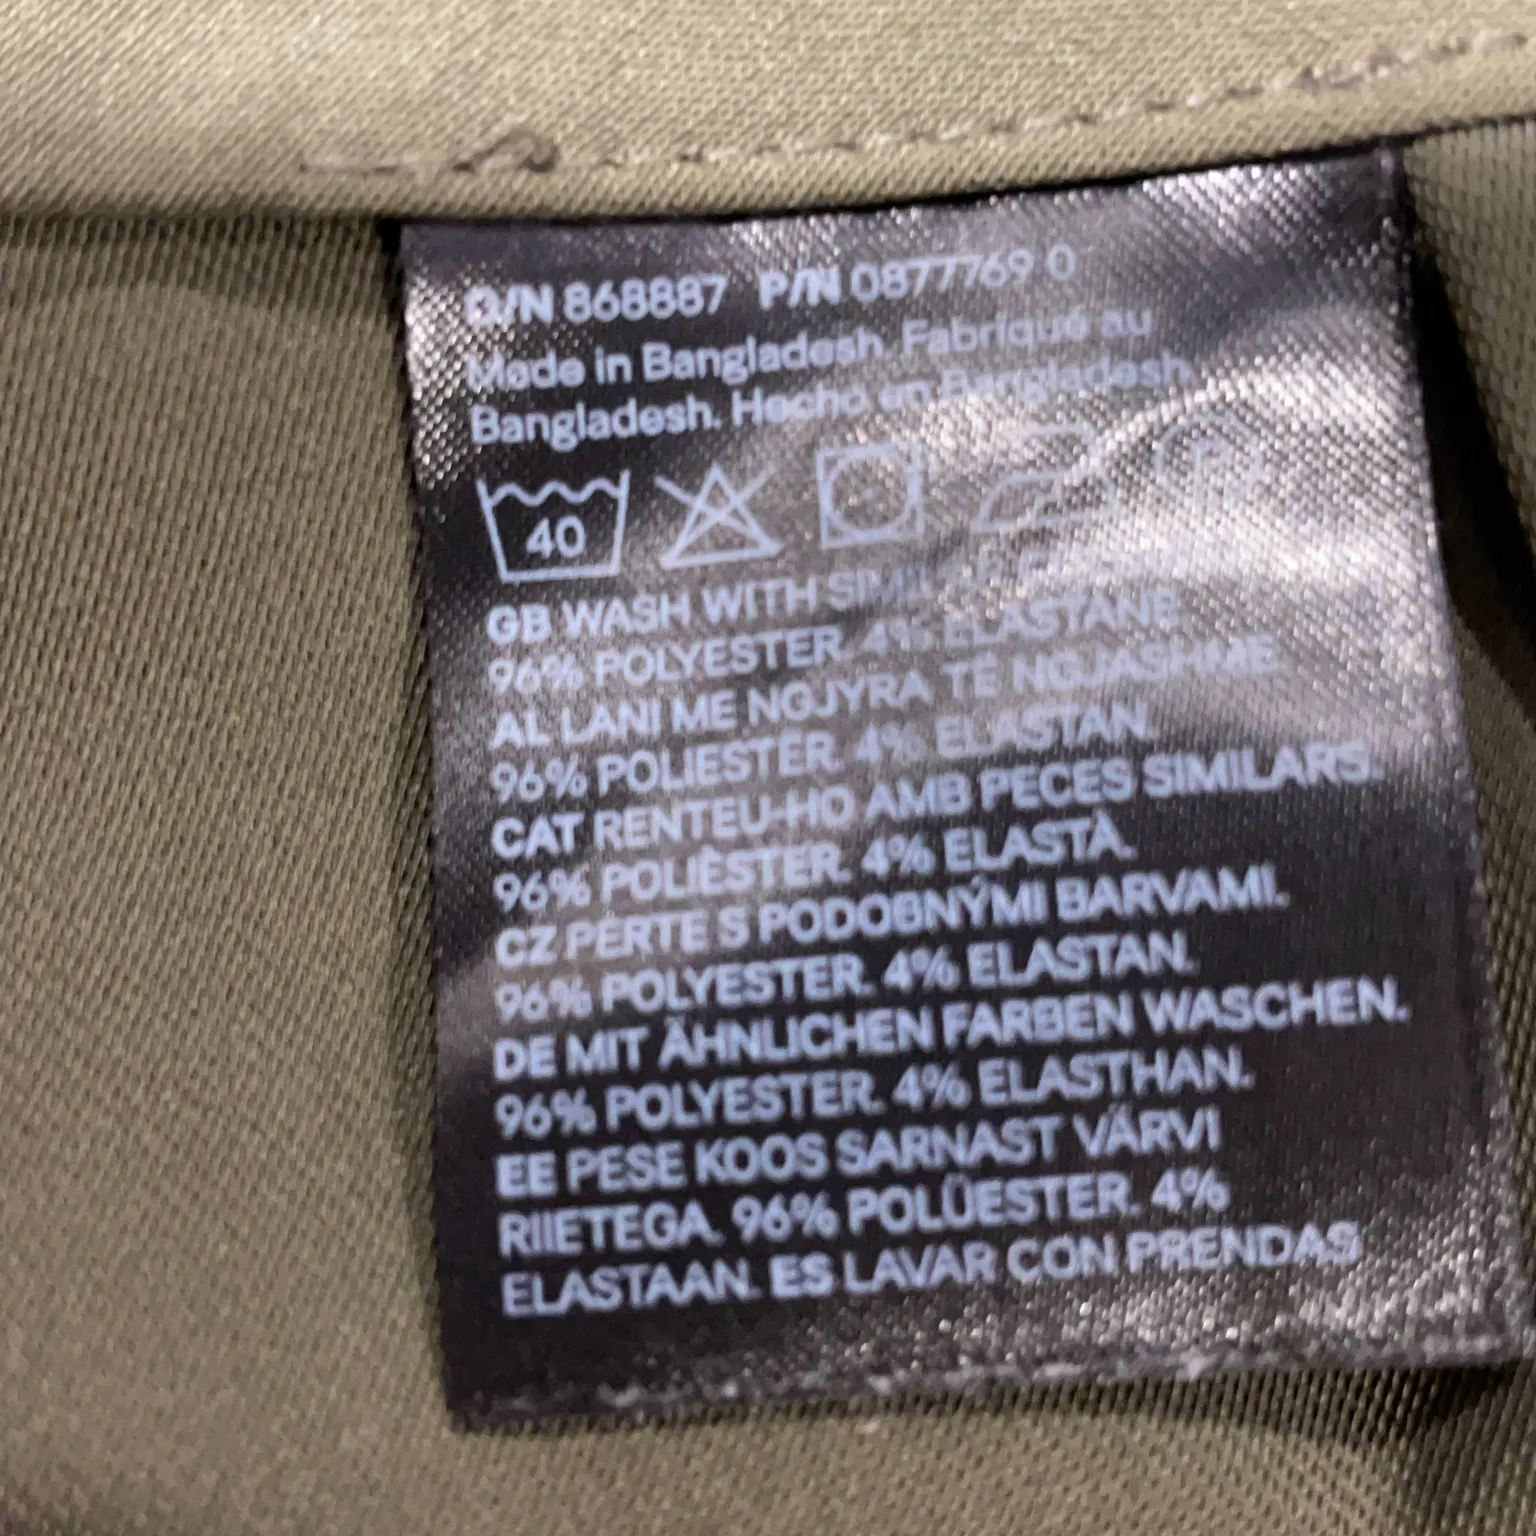 O/N 868887 P/N 0877769 0
Made in Bangladesh. Fabriqué au
Bangladesh. Hecho en Bangladesh
40
GB WASH WITH
96% POLYESTER. 4% ELASTANE
AL LANI ME NGJYRA TË NGJASHME
96% POLIESTER. 4% ELASTAN
CAT RENTEU-HO AMB PECES SIMILARS.
96% POLIÈSTER. 4% ELASTÀ.
CZ PERTE S PODOBNÝMI BARVAMI.
96% POLYESTER. 4% ELASTAN.
DE MIT ÄHNLICHEN FARBEN WASCHEN.
96% POLYESTER. 4% ELASTHAN.
EE PESE KOOS SARNAST VÄRVI
RIIETEGA. 96% POLÜESTER. 4%
ELASTAAN. ES LAVAR CON PRENDAS